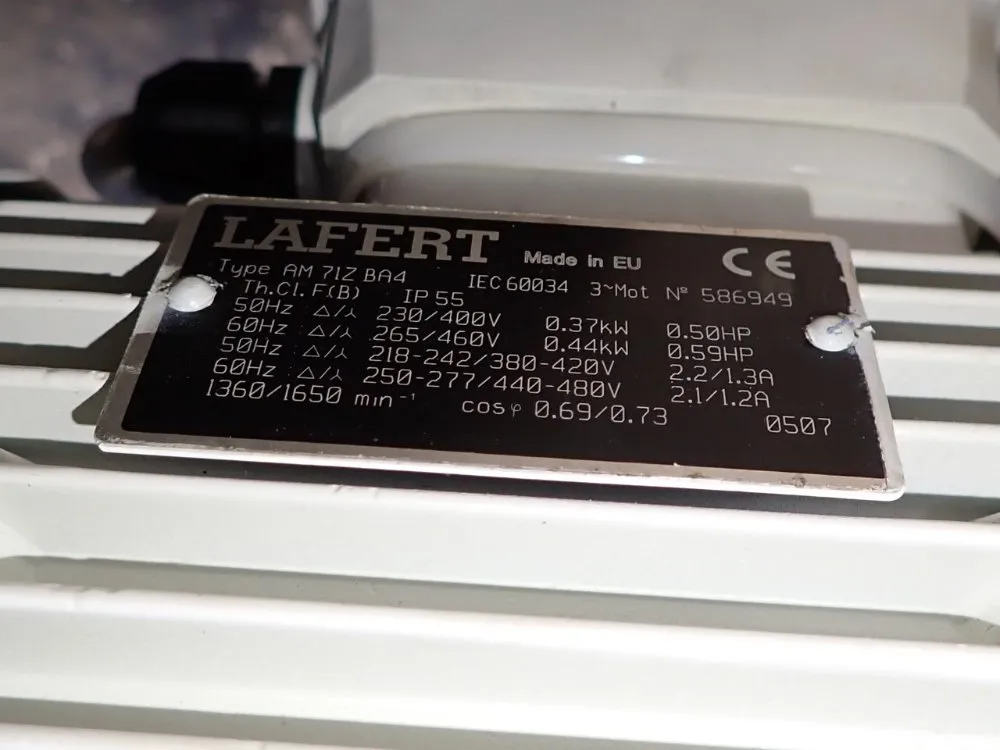 LAFERT Made in EU CE
Type AM 71Z BA4 IEC 60034 3~Mot Nº 586949
Th.Cl. F(B) IP 55
50Hz △/⅄ 230/400V 0.37kW 0.50HP
60Hz △/⅄ 265/460V 0.44kW 0.59HP
50Hz △/⅄ 218-242/380-420V 2.2/1.3A
60Hz △/⅄ 250-277/440-480V 2.1/1.2A
1360/1650 min⁻¹ cosφ 0.69/0.73 0507